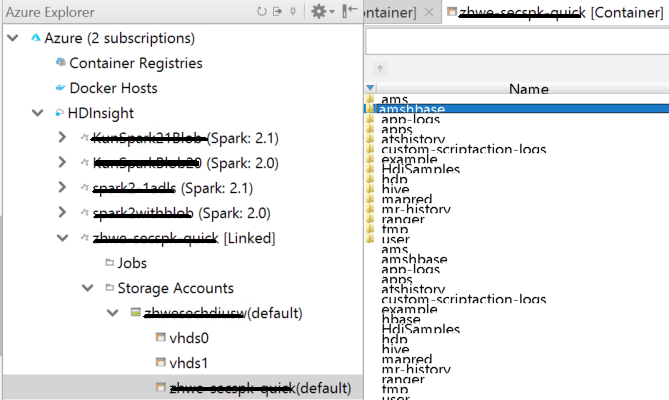 Azure Explorer
Azure (2 subscriptions)
Container Registries
Docker Hosts
HDInsight
KunSpark21Blob (Spark: 2.1)
KunSparkBlob20 (Spark: 2.0)
spark2-1adls (Spark: 2.1)
spark2withblob (Spark: 2.0)
zhwe-secspk-quick [Linked]
Jobs
Storage Accounts
(default)
vhds0
vhds1
zhwe-secspk-quick(default)
ontainer]
zhwe-secspk-quick [Container]
Name
ams
amshbase
app-logs
apps
atshistory
custom-scriptaction-logs
example
HdiSamples
hdp
hive
mapred
mr-history
ranger
tmp
user
ams
amshbase
app-logs
apps
atshistory
custom-scriptaction-logs
example
hbase
HdiSamples
hdp
hive
mapred
mr-history
ranger
tmp
user